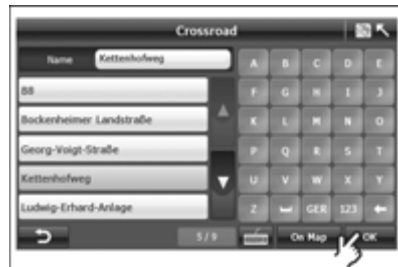 Crossroad
Name Kettenhofweg
B8
Bockenheimer Landstraße
Georg-Voigt-Straße
Kettenhofweg
Ludwig-Erhard-Anlage
A B C D E
F G H I J
K L M N O
P Q R S T
U V W X Y
Z GER 123
5/9 On Map OK